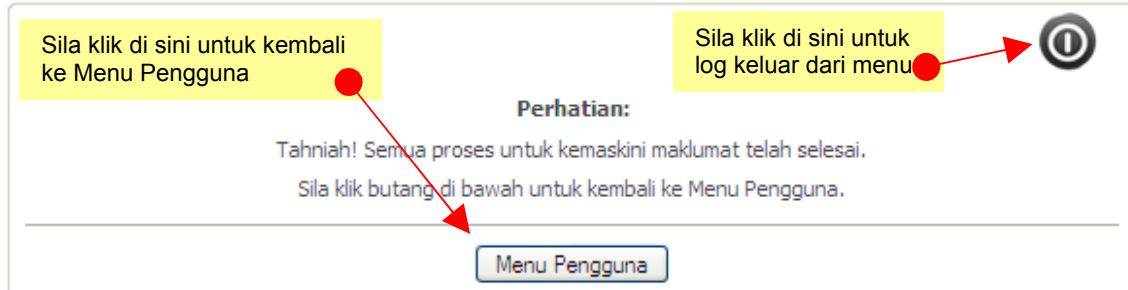 Sila klik di sini untuk kembali
ke Menu Pengguna
Sila klik di sini untuk
log keluar dari menu
Perhatian:
Tahniah! Semua proses untuk kemaskini maklumat telah selesai.
Sila klik butang di bawah untuk kembali ke Menu Pengguna.
Menu Pengguna